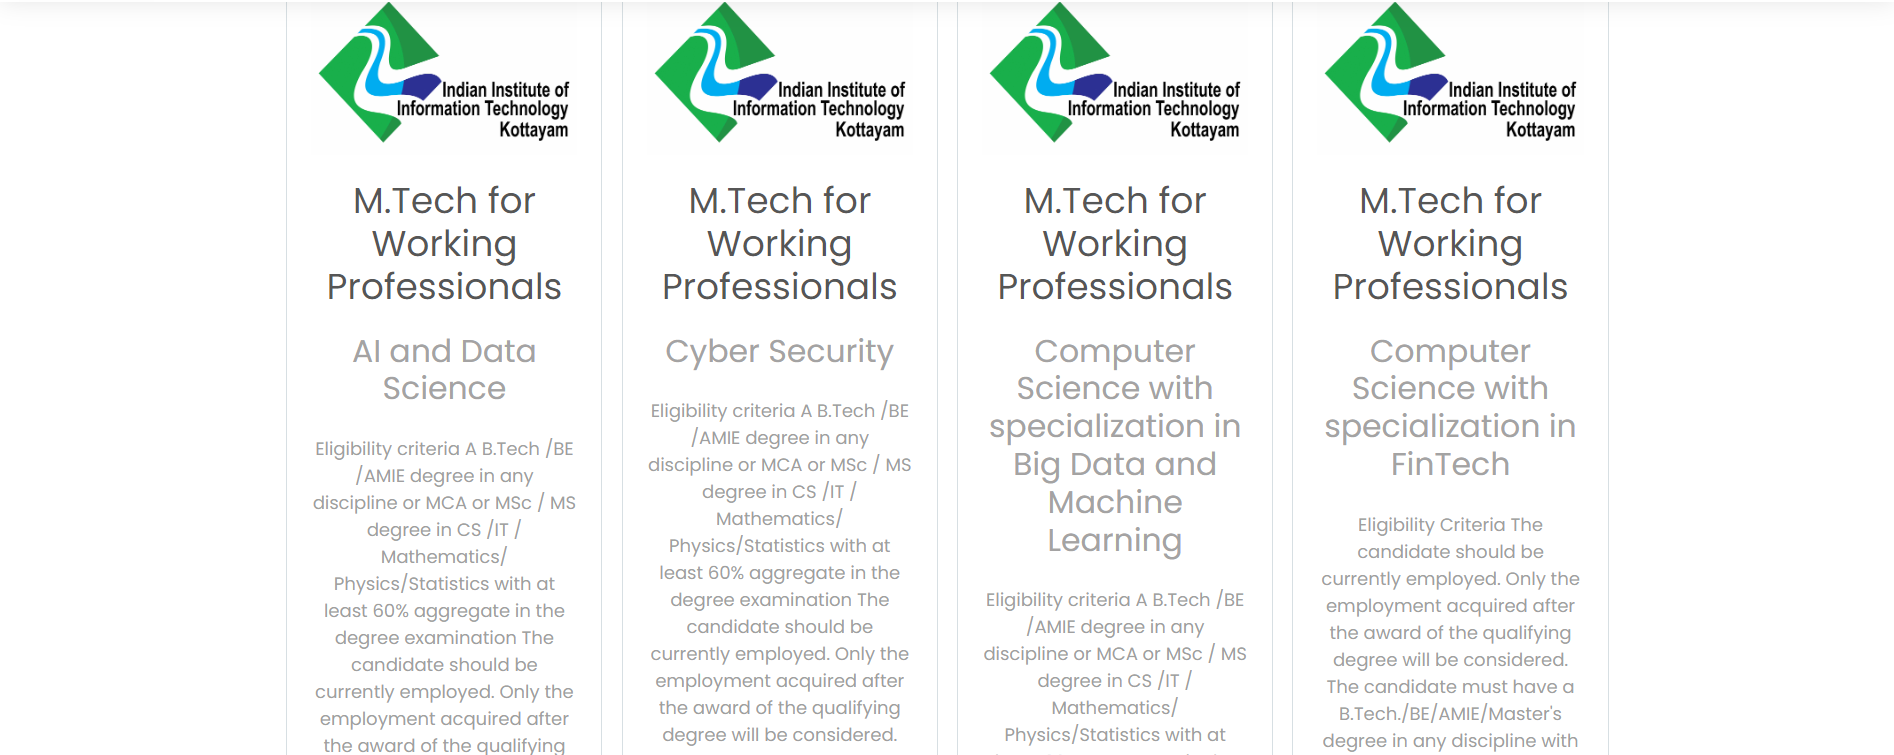 Indian Institute of
Information Technology
Kottayam
M.Tech for
Working
Professionals
AI and Data
Science
Eligibility criteria A B.Tech /BE
/AMIE degree in any
discipline or MCA or MSc / MS
degree in CS /IT /
Mathematics/
Physics/Statistics with at
least 60% aggregate in the
degree examination The
candidate should be
currently employed. Only the
employment acquired after
the award of the qualifying
Indian Institute of
Information Technology
Kottayam
M.Tech for
Working
Professionals
Cyber Security
Eligibility criteria A B.Tech /BE
/AMIE degree in any
discipline or MCA or MSc / MS
degree in CS /IT /
Mathematics/
Physics/Statistics with at
least 60% aggregate in the
degree examination The
candidate should be
currently employed. Only the
employment acquired after
the award of the qualifying
degree will be considered.
Indian Institute of
Information Technology
Kottayam
M.Tech for
Working
Professionals
Computer
Science with
specialization in
Big Data and
Machine
Learning
Eligibility criteria A B.Tech /BE
/AMIE degree in any
discipline or MCA or MSc / MS
degree in CS /IT /
Mathematics/
Physics/Statistics with at
Indian Institute of
Information Technology
Kottayam
M.Tech for
Working
Professionals
Computer
Science with
specialization in
FinTech
Eligibility Criteria The
candidate should be
currently employed. Only the
employment acquired after
the award of the qualifying
degree will be considered.
The candidate must have a
B.Tech./BE/AMIE/Master's
degree in any discipline with